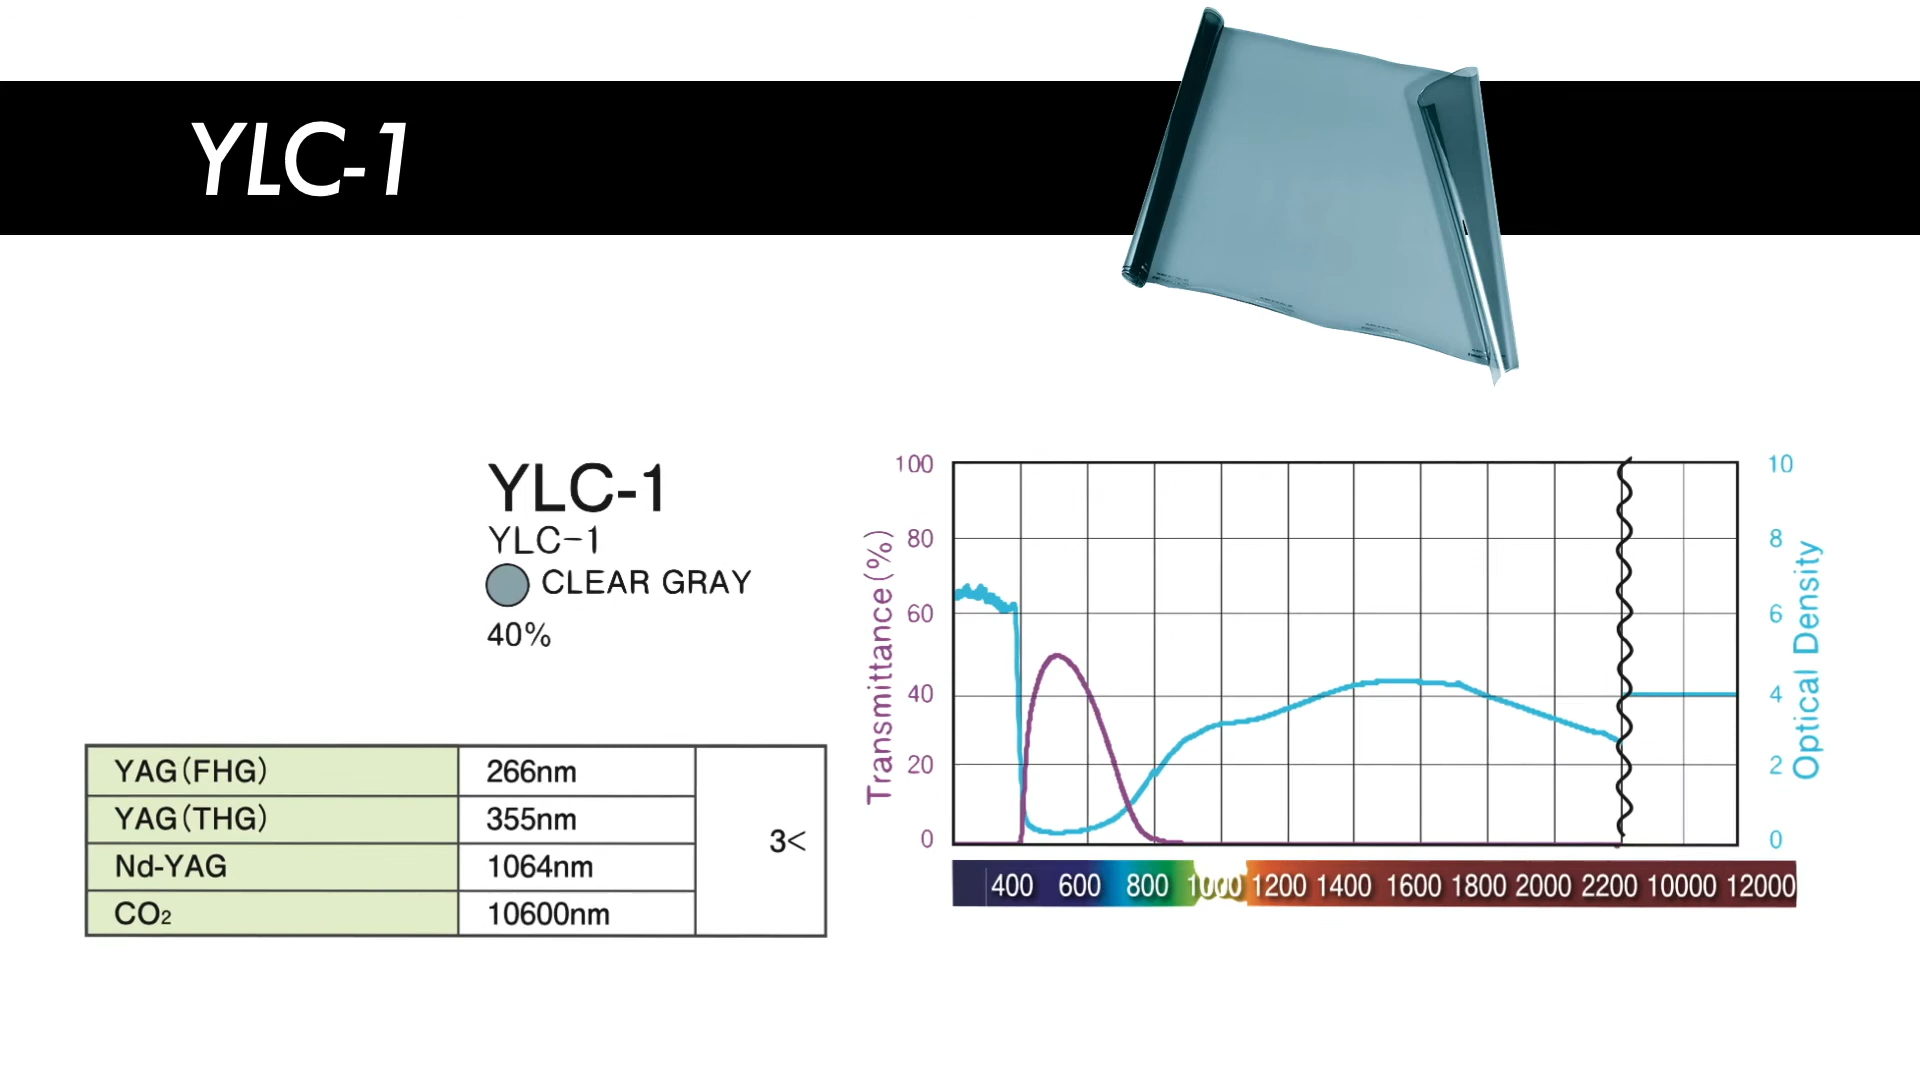 YLC-1
YLC-1
YLC-1
CLEAR GRAY
40%
YAG(FHG) 266nm
YAG(THG) 355nm
Nd-YAG 1064nm
CO2 10600nm
3<
Transmittance(%)
100
80
60
40
20
0
10
8
6
4
2
0
Optical Density
400 600 800 1000 1200 1400 1600 1800 2000 2200 10000 12000